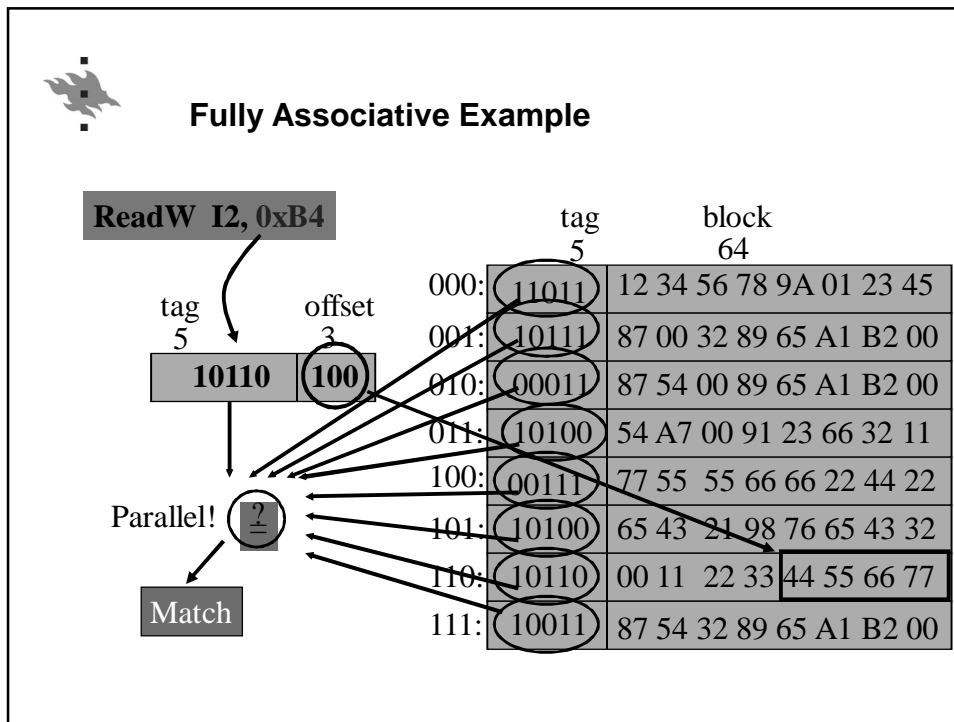 Fully Associative Example
ReadW I2, 0xB4
tag offset
5 3
10110 100
Parallel! ?=
Match
tag block
5 64
000: 11011 12 34 56 78 9A 01 23 45
001: 10111 87 00 32 89 65 A1 B2 00
010: 00011 87 54 00 89 65 A1 B2 00
011: 10100 54 A7 00 91 23 66 32 11
100: 00111 77 55 55 66 66 22 44 22
101: 10100 65 43 21 98 76 65 43 32
110: 10110 00 11 22 33 44 55 66 77
111: 10011 87 54 32 89 65 A1 B2 00